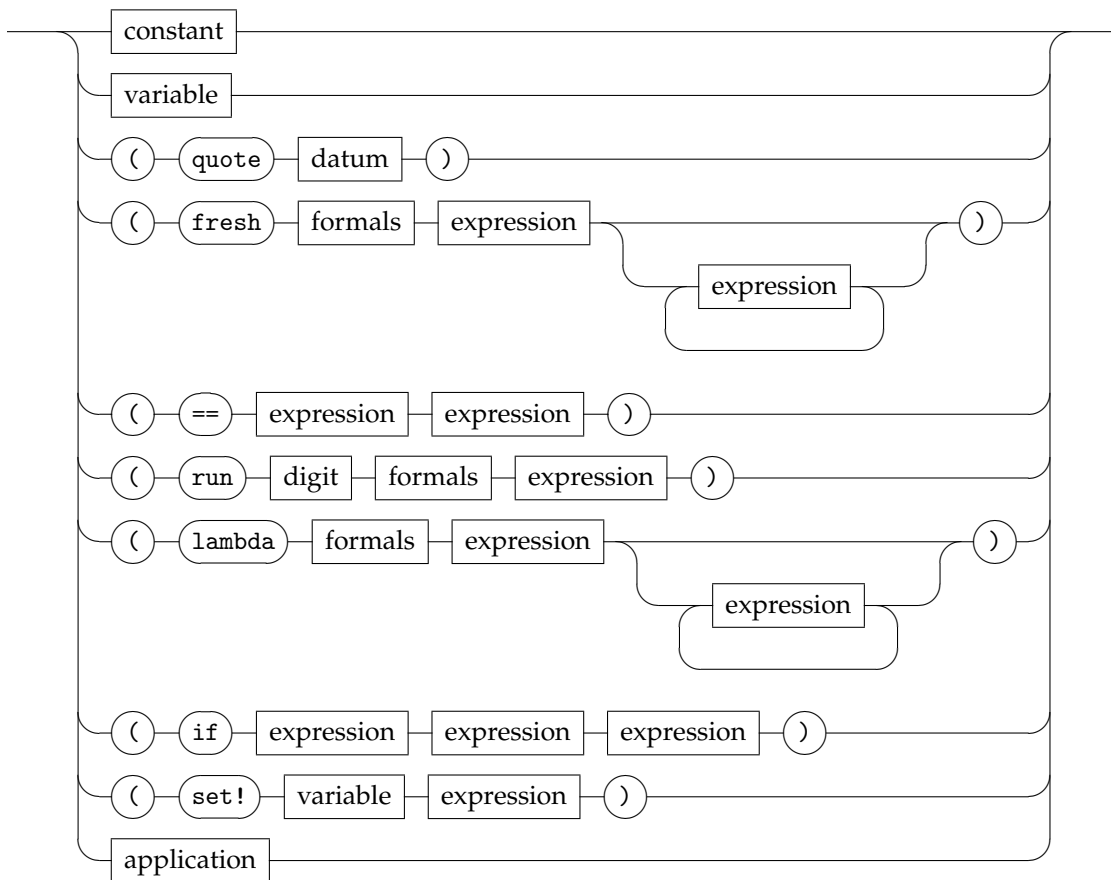 constant
variable
( quote datum )
( fresh formals expression )
expression
( == expression expression )
( run digit formals expression )
( lambda formals expression )
expression
( if expression expression expression )
( set! variable expression )
application